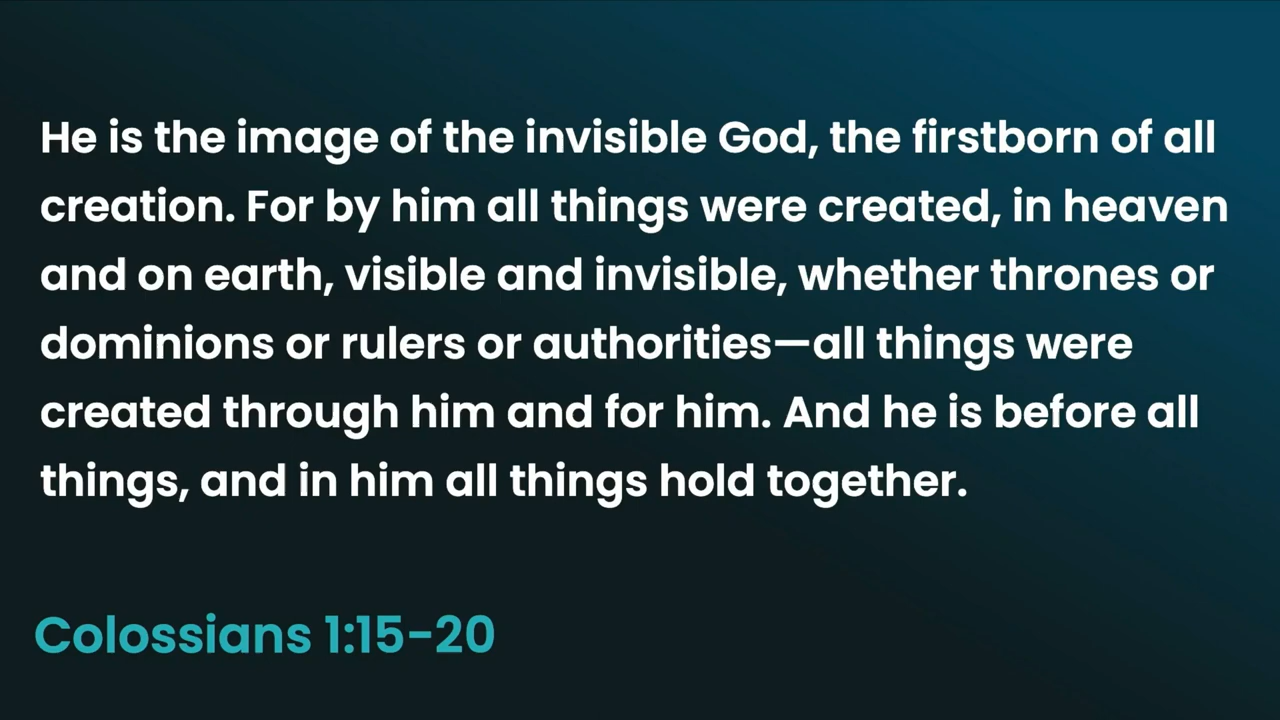 He is the image of the invisible God, the firstborn of all
creation. For by him all things were created, in heaven
and on earth, visible and invisible, whether thrones or
dominions or rulers or authorities—all things were
created through him and for him. And he is before all
things, and in him all things hold together.
Colossians 1:15-20